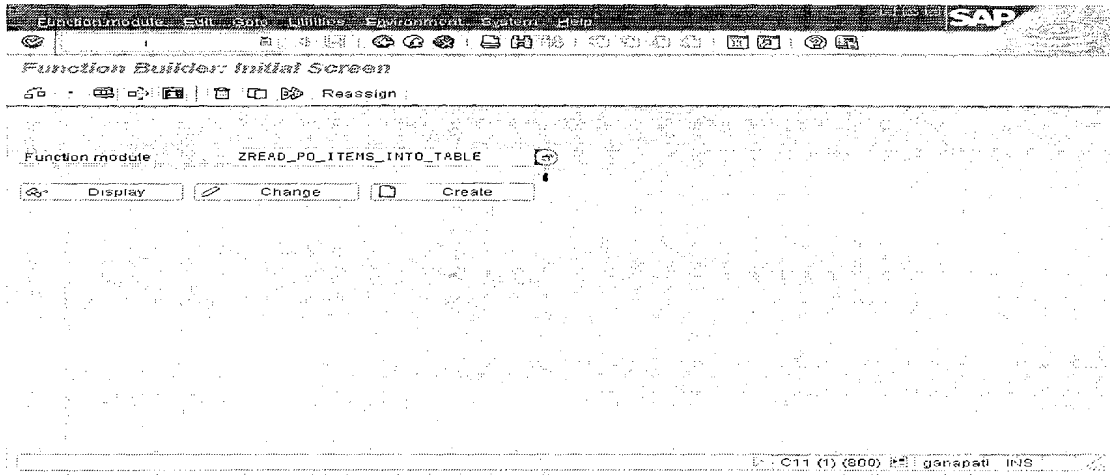 Function module Edit Goto Utilities Environment System Help
SAP
Function Builder: Initial Screen
Reassign
Function module ZREAD_PO_ITEMS_INTO_TABLE
Display Change Create
C11 (1) (800) ganapati INS